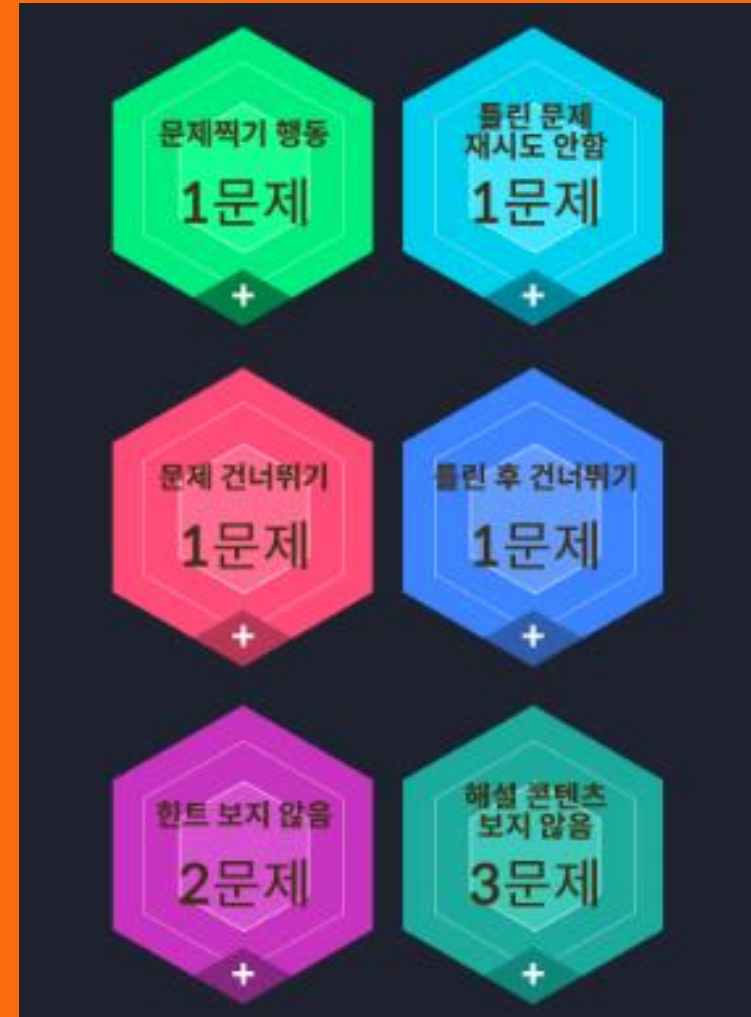 문제찍기 행동
1문제
+
틀린 문제
재시도 안함
1문제
+
문제 건너뛰기
1문제
+
틀린 후 건너뛰기
1문제
+
힌트 보지 않음
2문제
+
해설 콘텐츠
보지 않음
3문제
+